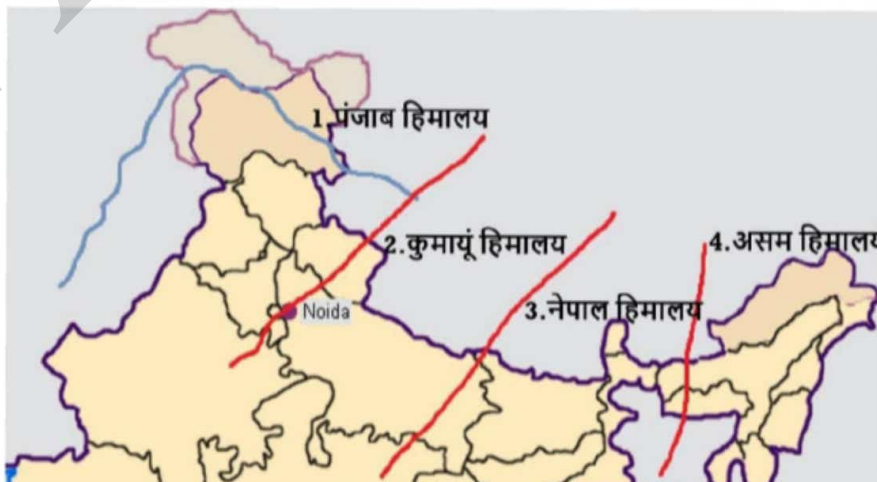 1.पंजाब हिमालय
2.कुमायूं हिमालय
4.असम हिमालय
Noida
3.नेपाल हिमालय